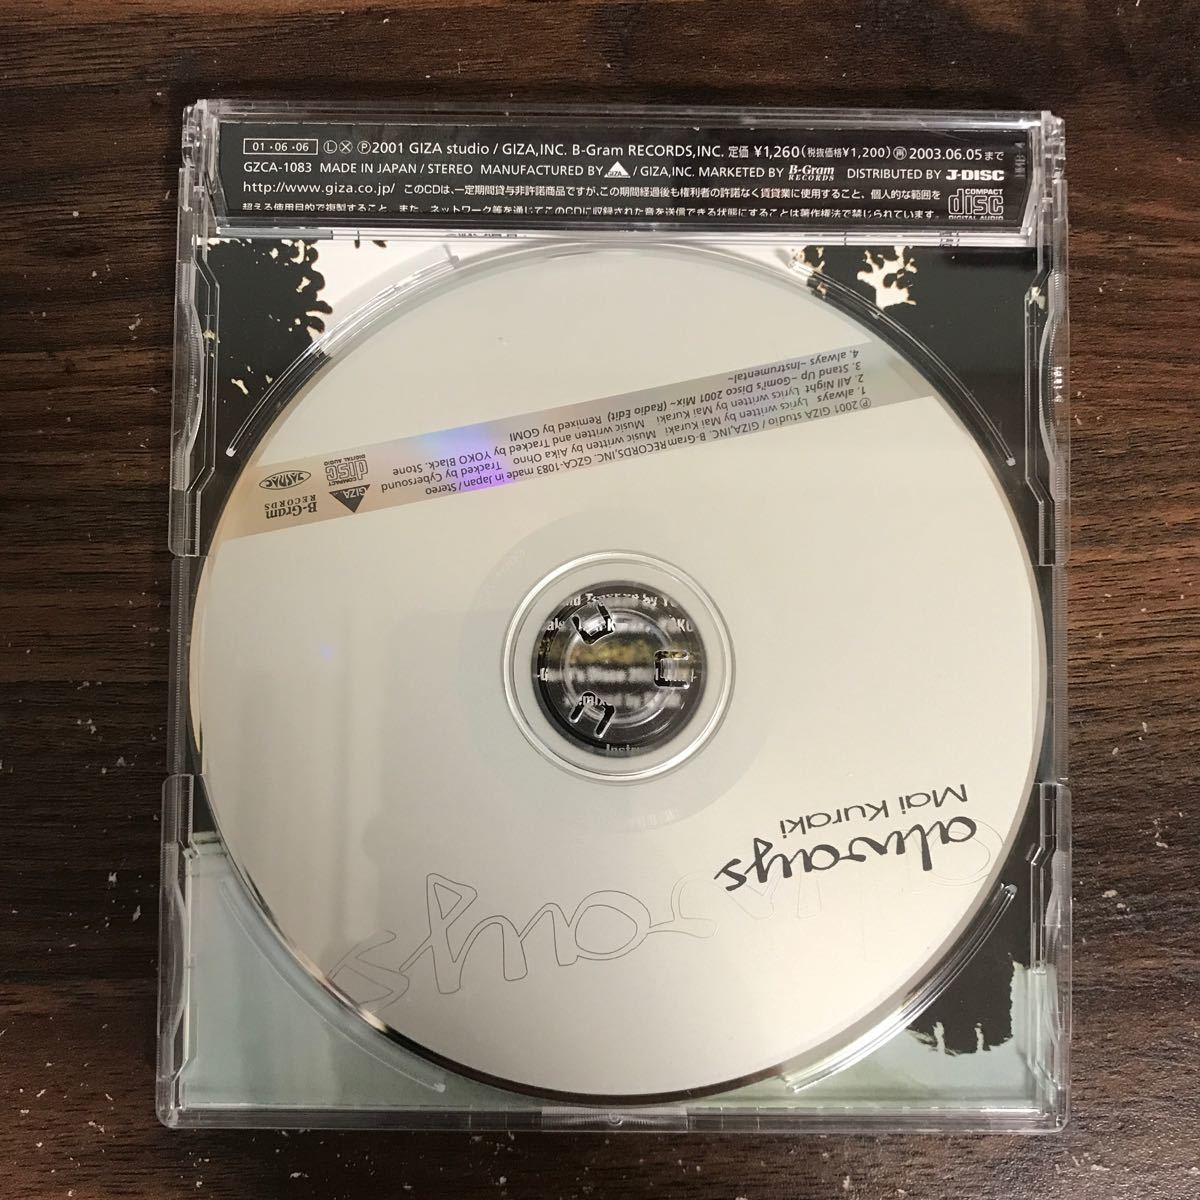 01・06・06 ⓁⓍ Ⓟ2001 GIZA studio / GIZA,INC. B-Gram RECORDS,INC. 定価 ¥1,260(税抜価格¥1,200) 再 2003.06.05まで
GZCA-1083 MADE IN JAPAN / STEREO MANUFACTURED BY GIZA / GIZA,INC. MARKETED BY B-Gram RECORDS DISTRIBUTED BY J-DISC
http://www.giza.co.jp/ このCDは、一定期間貸与非許諾商品ですが、この期間経過後も権利者の許諾なく賃貸業に使用すること、個人的な範囲を
超える使用目的で複製すること、また、ネットワーク等を通じてこのCDに収録された音を送信できる状態にすることは著作権法で禁じられています。
COMPACT
disc
DIGITAL AUDIO
always
Mai Kuraki
always
Ⓟ2001 GIZA studio / GIZA,INC. B-Gram RECORDS,INC. GZCA-1083 made in Japan / Stereo
1. always Lyrics written by Mai Kuraki Music written by Aika Ohno Tracked by Cybersound
2. All Night Lyrics written by Mai Kuraki Music written and Tracked by YOKO Black. Stone
3. Stand Up ~Gomi's Disco 2001 Mix~ (Radio Edit) Remixed by GOMI
4. always ~Instrumental~
GIZA
COMPACT
disc
DIGITAL AUDIO
B-Gram
RECORDS
JASRAC